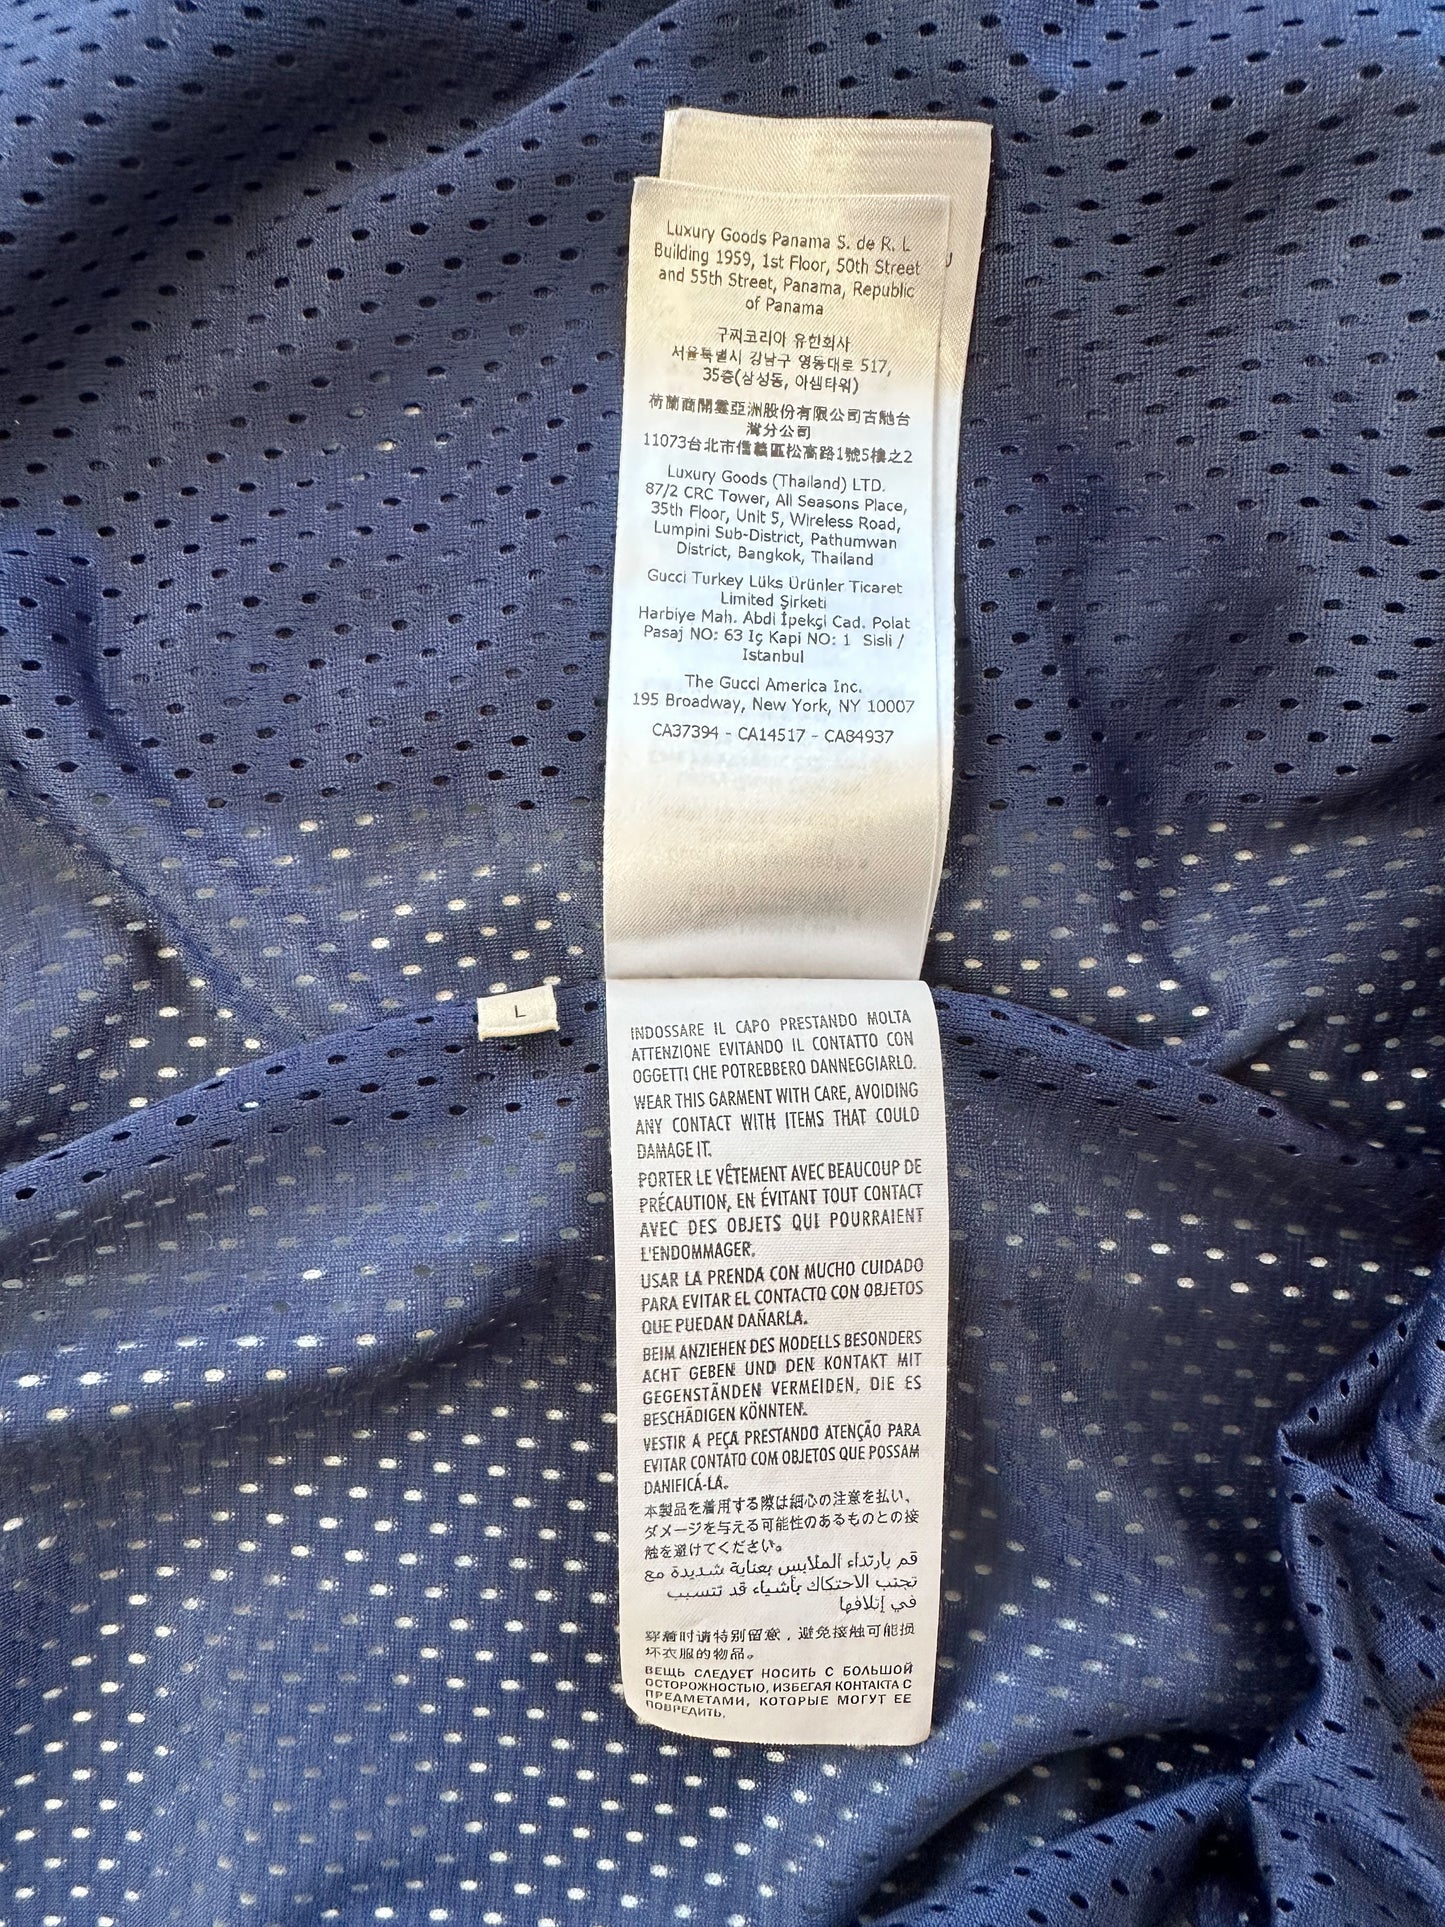 Luxury Goods Panama S. de R. L
Building 1959, 1st Floor, 50th Street
and 55th Street, Panama, Republic
of Panama
구찌코리아 유한회사
서울특별시 강남구 영동대로 517,
35층(삼성동, 아셈타워)
荷蘭商開雲亞洲股份有限公司古馳台
灣分公司
11073台北市信義區松高路1號5樓之2
Luxury Goods (Thailand) LTD.
87/2 CRC Tower, All Seasons Place,
35th Floor, Unit 5, Wireless Road,
Lumpini Sub-District, Pathumwan
District, Bangkok, Thailand
Gucci Turkey Lüks Ürünler Ticaret
Limited Şirketi
Harbiye Mah. Abdi İpekçi Cad. Polat
Pasaj NO: 63 Iç Kapi NO: 1 Sisli /
Istanbul
The Gucci America Inc.
195 Broadway, New York, NY 10007
CA37394 - CA14517 - CA84937
L
INDOSSARE IL CAPO PRESTANDO MOLTA
ATTENZIONE EVITANDO IL CONTATTO CON
OGGETTI CHE POTREBBERO DANNEGGIARLO.
WEAR THIS GARMENT WITH CARE, AVOIDING
ANY CONTACT WITH ITEMS THAT COULD
DAMAGE IT.
PORTER LE VÊTEMENT AVEC BEAUCOUP DE
PRÉCAUTION, EN ÉVITANT TOUT CONTACT
AVEC DES OBJETS QUI POURRAIENT
L'ENDOMMAGER.
USAR LA PRENDA CON MUCHO CUIDADO
PARA EVITAR EL CONTACTO CON OBJETOS
QUE PUEDAN DAÑARLA.
BEIM ANZIEHEN DES MODELLS BESONDERS
ACHT GEBEN UND DEN KONTAKT MIT
GEGENSTÄNDEN VERMEIDEN, DIE ES
BESCHÄDIGEN KÖNNTEN.
VESTIR A PEÇA PRESTANDO ATENÇÃO PARA
EVITAR CONTATO COM OBJETOS QUE POSSAM
DANIFICÁ-LA.
本製品を着用する際は細心の注意を払い、
ダメージを与える可能性のあるものとの接
触を避けてください。
قم بارتداء الملابس بعناية شديدة مع
تجنب الاحتكاك بأشياء قد تتسبب
في إتلافها
穿着时请特别留意，避免接触可能损
坏衣服的物品。
ВЕЩЬ СЛЕДУЕТ НОСИТЬ С БОЛЬШОЙ
ОСТОРОЖНОСТЬЮ, ИЗБЕГАЯ КОНТАКТА С
ПРЕДМЕТАМИ, КОТОРЫЕ МОГУТ ЕЕ
ПОВРЕДИТЬ.